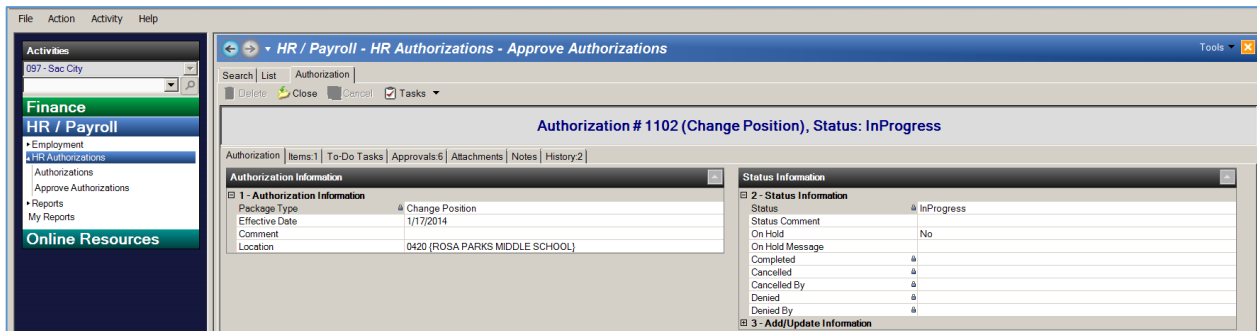 File Action Activity Help
Activities
097 - Sac City
Finance
HR / Payroll
Employment
HR Authorizations
Authorizations
Approve Authorizations
Reports
My Reports
Online Resources
HR / Payroll - HR Authorizations - Approve Authorizations
Tools
Search List Authorization
Delete Close Cancel Tasks
Authorization # 1102 (Change Position), Status: InProgress
Authorization Items:1 To-Do Tasks Approvals:6 Attachments Notes History:2
Authorization Information
1 - Authorization Information
Package Type Change Position
Effective Date 1/17/2014
Comment
Location 0420 {ROSA PARKS MIDDLE SCHOOL}
Status Information
2 - Status Information
Status InProgress
Status Comment
On Hold No
On Hold Message
Completed
Cancelled
Cancelled By
Denied
Denied By
3 - Add/Update Information